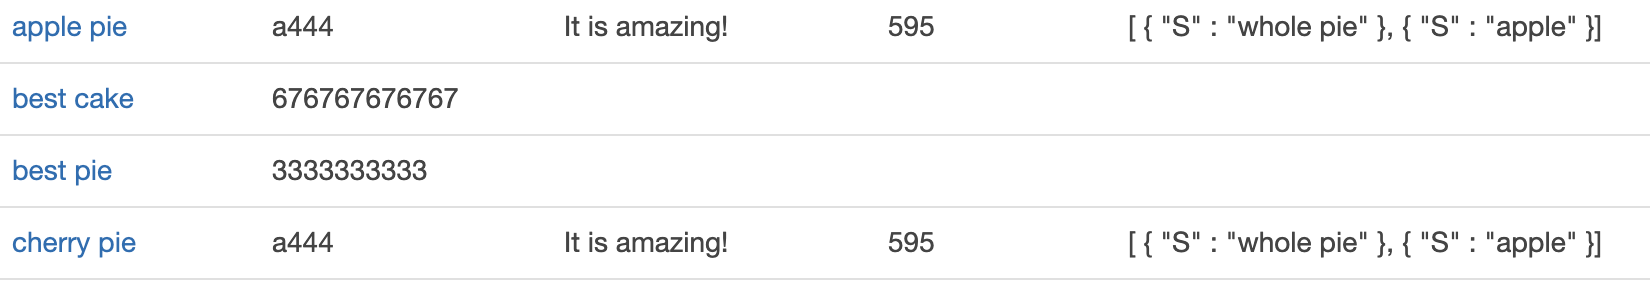 apple pie a444 It is amazing! 595 [ { "S" : "whole pie" }, { "S" : "apple" }]
best cake 676767676767
best pie 3333333333
cherry pie a444 It is amazing! 595 [ { "S" : "whole pie" }, { "S" : "apple" }]